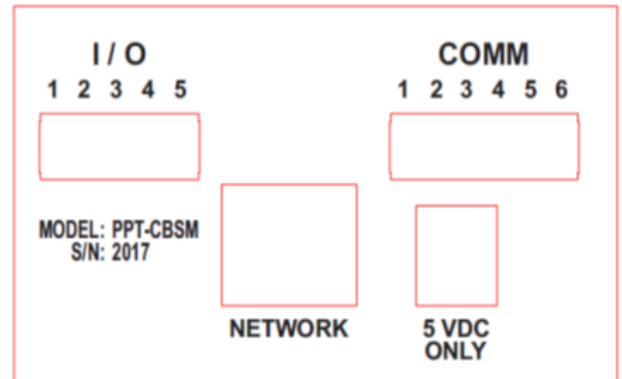 I / O
1 2 3 4 5
COMM
1 2 3 4 5 6
MODEL: PPT-CBSM
S/N: 2017
NETWORK
5 VDC
ONLY